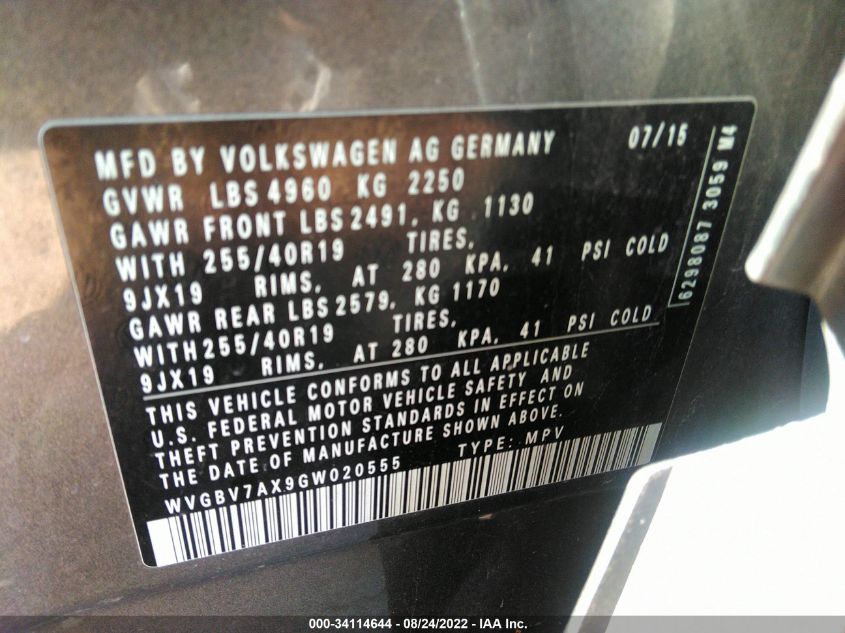 MFD BY VOLKSWAGEN AG GERMANY 07/15
GVWR LBS 4960 KG 2250
GAWR FRONT LBS 2491, KG 1130
WITH 255/40R19 TIRES,
9JX19 RIMS, AT 280 KPA, 41 PSI COLD
GAWR REAR LBS 2579, KG 1170
WITH 255/40R19 TIRES,
9JX19 RIMS, AT 280 KPA, 41 PSI COLD
THIS VEHICLE CONFORMS TO ALL APPLICABLE
U.S. FEDERAL MOTOR VEHICLE SAFETY AND
THEFT PREVENTION STANDARDS IN EFFECT ON
THE DATE OF MANUFACTURE SHOWN ABOVE.
WVGBV7AX9GW020555 TYPE: MPV
6298087 3059 M4
000-34114644 - 08/24/2022 - IAA Inc.